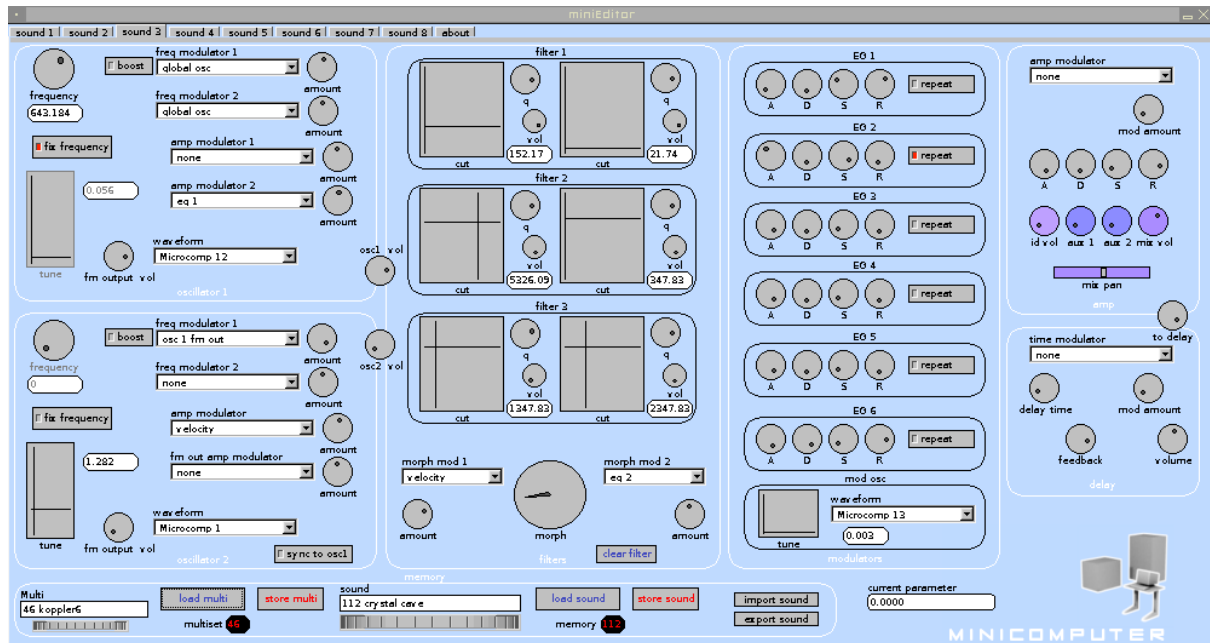 miniEditor
sound 1 sound 2 sound 3 sound 4 sound 5 sound 6 sound 7 sound 8 about
freq modulator 1
boost
global osc
frequency
amount
643.184
freq modulator 2
global osc
amount
fix frequency
amp modulator 1
none
amount
0.056
amp modulator 2
eg 1
amount
waveform
Microcomp 12
tune
fm output vol
osc1 vol
oscillator 1
freq modulator 1
boost
osc 1 fm out
frequency
amount
0
freq modulator 2
none
amount
osc2 vol
fix frequency
amp modulator
velocity
amount
1.282
fm out amp modulator
none
amount
waveform
Microcomp 1
tune
fm output vol
sync to osc1
oscillator 2
filter 1
q
vol
152.17
cut
q
vol
21.74
cut
filter 2
q
vol
5326.09
cut
q
vol
347.83
cut
filter 3
q
vol
1347.83
cut
q
vol
2347.83
cut
morph mod 1
velocity
amount
morph
morph mod 2
eg 2
amount
clear filter
filters
EG 1
A D S R
repeat
EG 2
A D S R
repeat
EG 3
A D S R
repeat
EG 4
A D S R
repeat
EG 5
A D S R
repeat
EG 6
A D S R
repeat
mod osc
waveform
Microcomp 13
tune
0.003
modulators
amp modulator
none
mod amount
A D S R
id vol aux 1 aux 2 mix vol
mix pan
amp
to delay
time modulator
none
delay time
mod amount
feedback
volume
delay
memory
Multi
46 koppler6
load multi
store multi
multiset 46
sound
112 crystal cave
load sound
store sound
memory 112
import sound
export sound
current parameter
0.0000
MINICOMPUTER